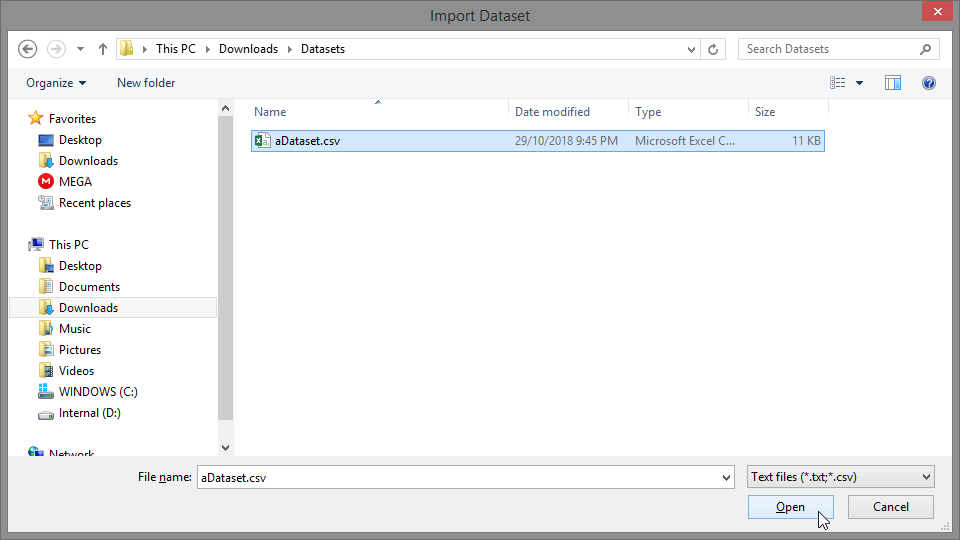 Import Dataset
This PC Downloads Datasets
Search Datasets
Organize New folder
Name Date modified Type Size
aDataset.csv 29/10/2018 9:45 PM Microsoft Excel C... 11 KB
Favorites
Desktop
Downloads
MEGA
Recent places
This PC
Desktop
Documents
Downloads
Music
Pictures
Videos
WINDOWS (C:)
Internal (D:)
Network
File name: aDataset.csv Text files (*.txt;*.csv)
Open Cancel